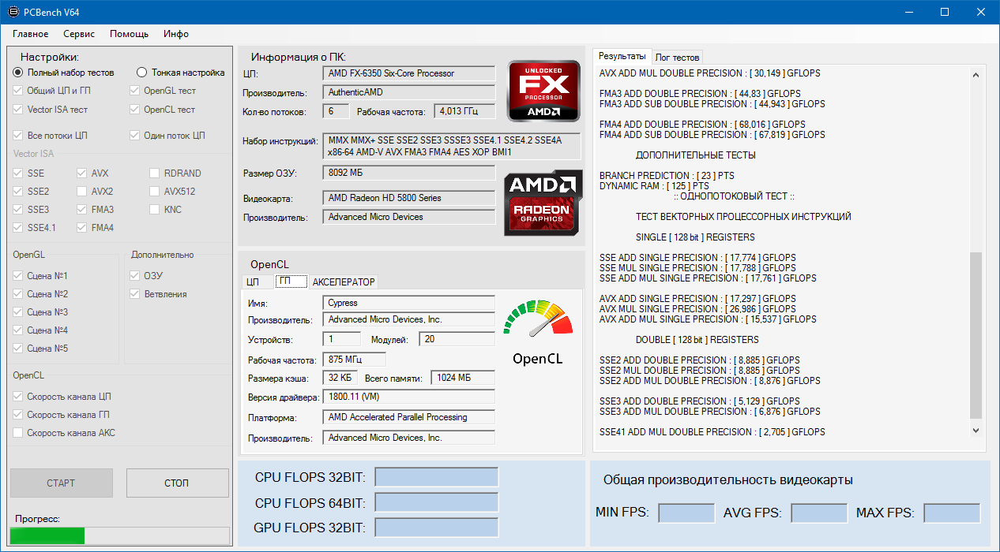 PCBench V64
Главное Сервис Помощь Инфо
Настройки:
Полный набор тестов Тонкая настройка
Общий ЦП и ГП OpenGL тест
Vector ISA тест OpenCL тест
Все потоки ЦП Один поток ЦП
Vector ISA
SSE AVX RDRAND
SSE2 AVX2 AVX512
SSE3 FMA3 KNC
SSE4.1 FMA4
OpenGL Дополнительно
Сцена №1 ОЗУ
Сцена №2 Ветвления
Сцена №3
Сцена №4
Сцена №5
OpenCL
Скорость канала ЦП
Скорость канала ГП
Скорость канала АКС
СТАРТ СТОП
Прогресс:
Информация о ПК:
ЦП: AMD FX-6350 Six-Core Processor
Производитель: AuthenticAMD
Кол-во потоков: 6 Рабочая частота: 4,013 ГГц
UNLOCKED
FX
PROCESSOR
AMD
Набор инструкций: MMX MMX+ SSE SSE2 SSE3 SSSE3 SSE4.1 SSE4.2 SSE4A
x86-64 AMD-V AVX FMA3 FMA4 AES XOP BMI1
Размер ОЗУ: 8092 МБ
Видеокарта: AMD Radeon HD 5800 Series
Производитель: Advanced Micro Devices
AMD
RADEON
GRAPHICS
OpenCL
ЦП ГП АКСЕЛЕРАТОР
Имя: Cypress
Производитель: Advanced Micro Devices, Inc.
Устройств: 1 Модулей: 20
Рабочая частота: 875 МГц
Размера кэша: 32 КБ Всего памяти: 1024 МБ
Версия драйвера: 1800.11 (VM)
Платформа: AMD Accelerated Parallel Processing
Производитель: Advanced Micro Devices, Inc.
OpenCL
CPU FLOPS 32BIT:
CPU FLOPS 64BIT:
GPU FLOPS 32BIT:
Результаты Лог тестов
AVX ADD MUL DOUBLE PRECISION : [ 30,149 ] GFLOPS
FMA3 ADD DOUBLE PRECISION : [ 44,83 ] GFLOPS
FMA3 ADD SUB DOUBLE PRECISION : [ 44,943 ] GFLOPS
FMA4 ADD DOUBLE PRECISION : [ 68,016 ] GFLOPS
FMA4 ADD SUB DOUBLE PRECISION : [ 67,819 ] GFLOPS
ДОПОЛНИТЕЛЬНЫЕ ТЕСТЫ
BRANCH PREDICTION : [ 23 ] PTS
DYNAMIC RAM : [ 125 ] PTS
:: ОДНОПОТОКОВЫЙ ТЕСТ ::
ТЕСТ ВЕКТОРНЫХ ПРОЦЕССОРНЫХ ИНСТРУКЦИЙ
SINGLE [ 128 bit ] REGISTERS
SSE ADD SINGLE PRECISION : [ 17,774 ] GFLOPS
SSE MUL SINGLE PRECISION : [ 17,788 ] GFLOPS
SSE ADD MUL SINGLE PRECISION : [ 17,761 ] GFLOPS
AVX ADD SINGLE PRECISION : [ 17,297 ] GFLOPS
AVX MUL SINGLE PRECISION : [ 26,986 ] GFLOPS
AVX ADD MUL SINGLE PRECISION : [ 15,537 ] GFLOPS
DOUBLE [ 128 bit ] REGISTERS
SSE2 ADD DOUBLE PRECISION : [ 8,885 ] GFLOPS
SSE2 MUL DOUBLE PRECISION : [ 8,885 ] GFLOPS
SSE2 ADD MUL DOUBLE PRECISION : [ 8,876 ] GFLOPS
SSE3 ADD DOUBLE PRECISION : [ 5,129 ] GFLOPS
SSE3 ADD MUL DOUBLE PRECISION : [ 6,876 ] GFLOPS
SSE41 ADD MUL DOUBLE PRECISION : [ 2,705 ] GFLOPS
Общая производительность видеокарты
MIN FPS: AVG FPS: MAX FPS: